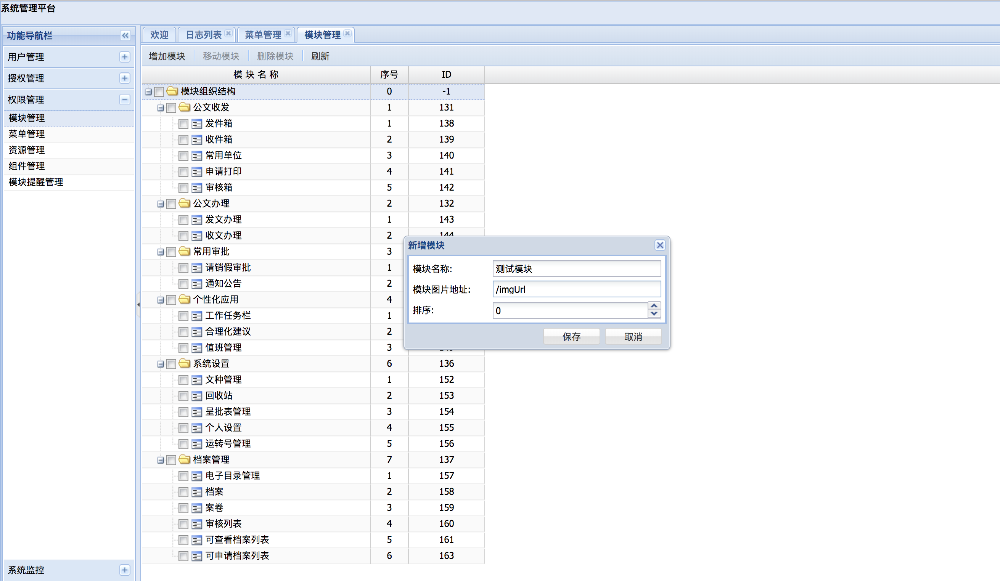 系统管理平台
功能导航栏
用户管理
授权管理
权限管理
模块管理
菜单管理
资源管理
组件管理
模块提醒管理
系统监控
欢迎 日志列表 菜单管理 模块管理
增加模块 移动模块 删除模块 刷新
模块名称 序号 ID
模块组织结构 0 -1
公文收发 1 131
发件箱 1 138
收件箱 2 139
常用单位 3 140
申请打印 4 141
审核箱 5 142
公文办理 2 132
发文办理 1 143
收文办理 2 144
常用审批 3
请销假审批 1
通知公告 2
个性化应用 4
工作任务栏 1
合理化建议 2
值班管理 3
系统设置 6 136
文种管理 1 152
回收站 2 153
呈批表管理 3 154
个人设置 4 155
运转号管理 5 156
档案管理 7 137
电子目录管理 1 157
档案 2 158
案卷 3 159
审核列表 4 160
可查看档案列表 5 161
可申请档案列表 6 163
新增模块
模块名称: 测试模块
模块图片地址: /imgUrl
排序: 0
保存 取消